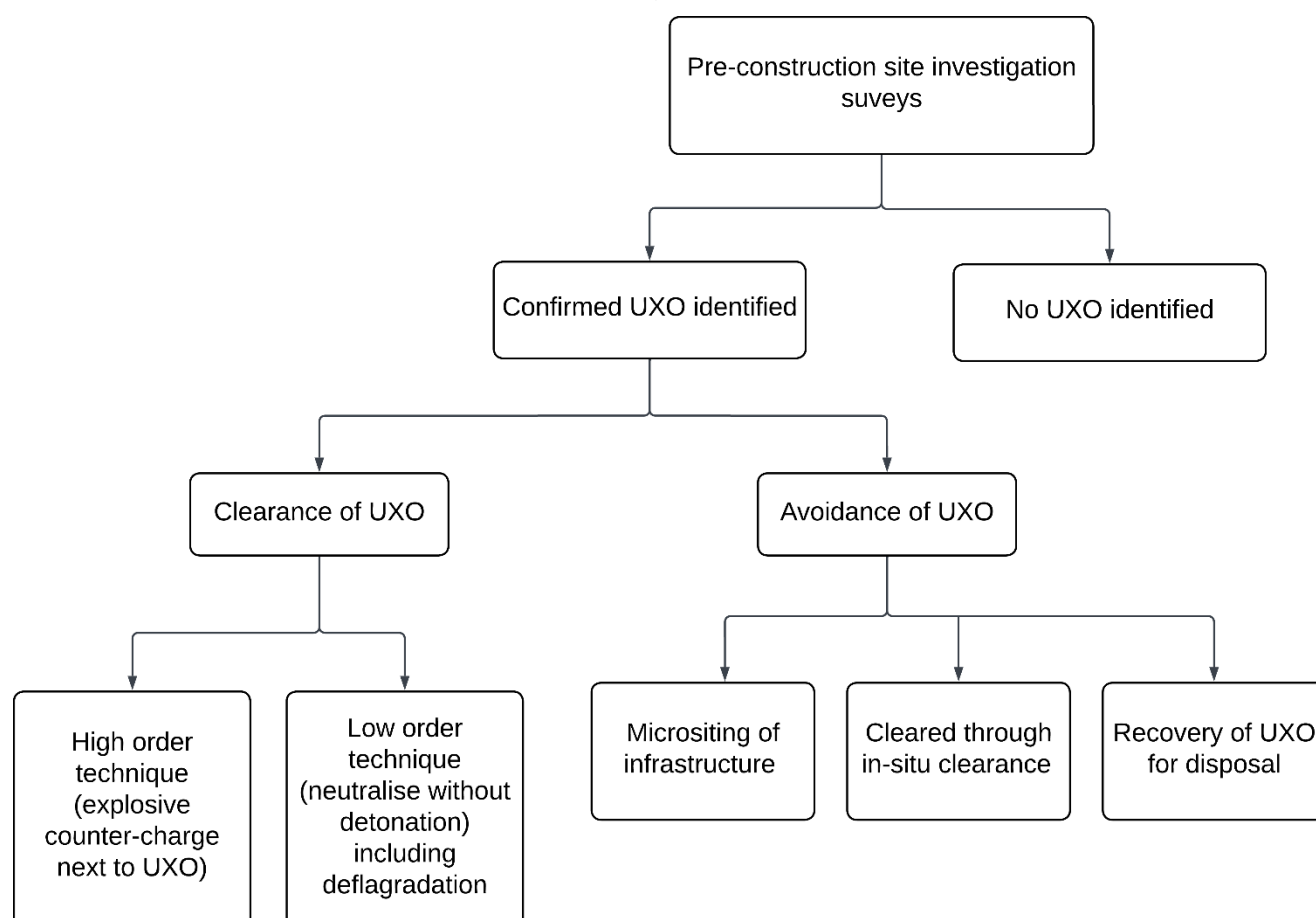 Pre-construction site investigation
suveys
Confirmed UXO identified
No UXO identified
Clearance of UXO
Avoidance of UXO
High order
technique
(explosive
counter-charge
next to UXO)
Low order
technique
(neutralise without
detonation)
including
deflagradation
Micrositing of
infrastructure
Cleared through
in-situ clearance
Recovery of UXO
for disposal